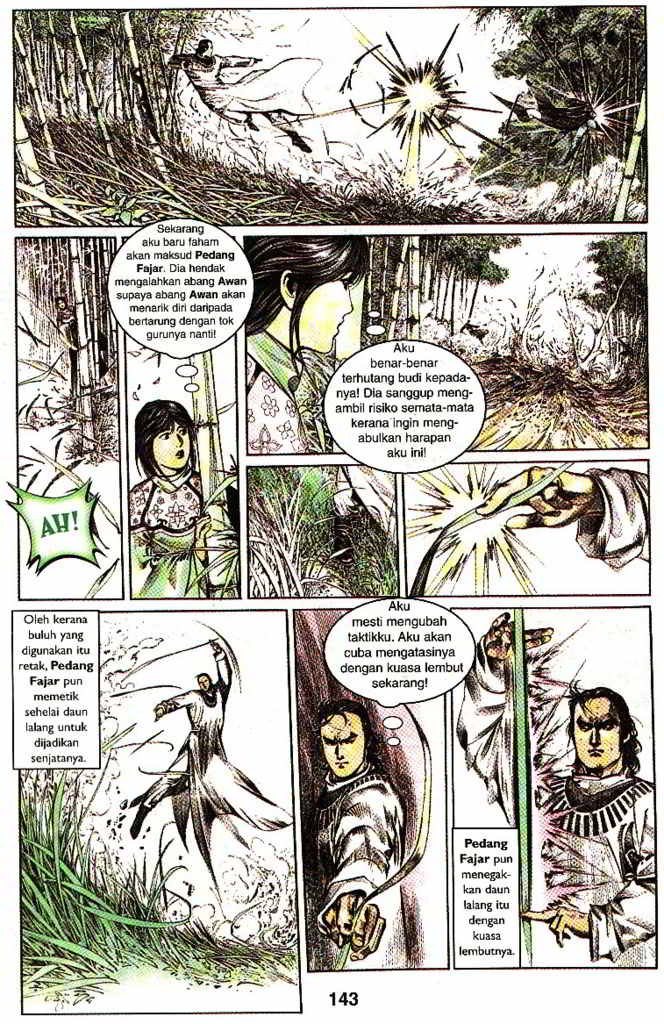 Sekarang
aku baru faham
akan maksud Pedang
Fajar. Dia hendak
mengalahkan abang Awan
supaya abang Awan akan
menarik diri daripada
bertarung dengan tok
gurunya nanti!
Aku
benar-benar
terhutang budi kepada-
nya! Dia sanggup meng-
ambil risiko semata-mata
kerana ingin meng-
abulkan harapan
aku ini!
AH!
Oleh kerana
buluh yang
digunakan itu
retak, Pedang
Fajar pun
memetik
sehelai daun
lalang untuk
dijadikan
senjatanya.
Aku
mesti mengubah
taktikku. Aku akan
cuba mengatasinya
dengan kuasa lembut
sekarang!
Pedang
Fajar pun
menegak-
kan daun
lalang itu
dengan
kuasa
lembutnya.
143